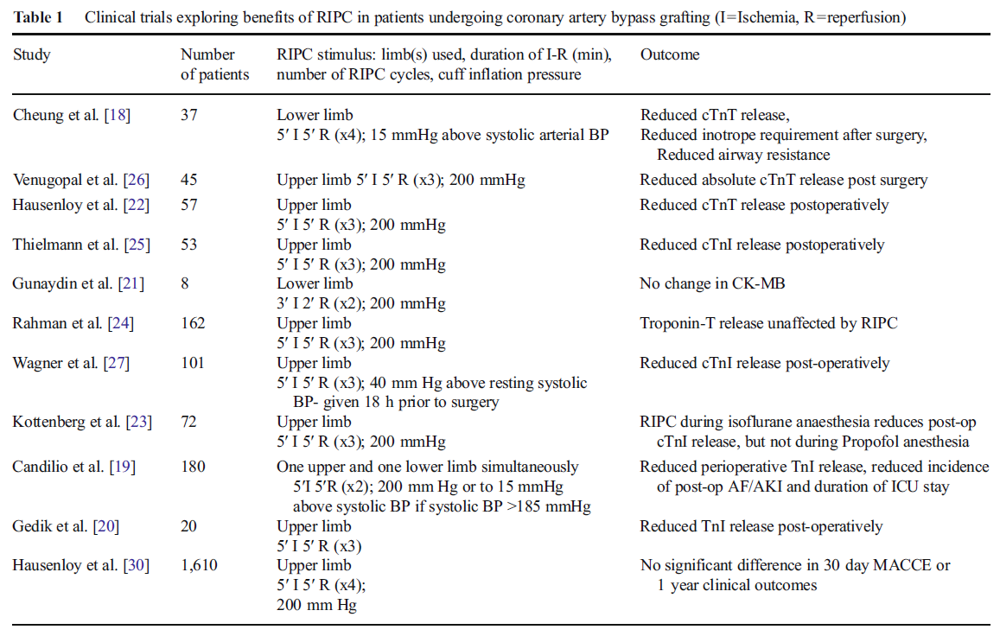 Table 1 Clinical trials exploring benefits of RIPC in patients undergoing coronary artery bypass grafting (I=Ischemia, R=reperfusion)
Study Number of patients RIPC stimulus: limb(s) used, duration of I-R (min), number of RIPC cycles, cuff inflation pressure Outcome
Cheung et al. [18] 37 Lower limb Reduced cTnT release,
5′ I 5′ R (x4); 15 mmHg above systolic arterial BP Reduced inotrope requirement after surgery,
Reduced airway resistance
Venugopal et al. [26] 45 Upper limb 5′ I 5′ R (x3); 200 mmHg Reduced absolute cTnT release post surgery
Hausenloy et al. [22] 57 Upper limb Reduced cTnT release postoperatively
5′ I 5′ R (x3); 200 mmHg
Thielmann et al. [25] 53 Upper limb Reduced cTnI release postoperatively
5′ I 5′ R (x3); 200 mmHg
Gunaydin et al. [21] 8 Lower limb No change in CK-MB
3′ I 2′ R (x2); 200 mmHg
Rahman et al. [24] 162 Upper limb Troponin-T release unaffected by RIPC
5′ I 5′ R (x3); 200 mmHg
Wagner et al. [27] 101 Upper limb Reduced cTnI release post-operatively
5′ I 5′ R (x3); 40 mm Hg above resting systolic
BP- given 18 h prior to surgery
Kottenberg et al. [23] 72 Upper limb RIPC during isoflurane anaesthesia reduces post-op
5′ I 5′ R (x3); 200 mmHg cTnI release, but not during Propofol anesthesia
Candilio et al. [19] 180 One upper and one lower limb simultaneously Reduced perioperative TnI release, reduced incidence
5′I 5′R (x2); 200 mm Hg or to 15 mmHg of post-op AF/AKI and duration of ICU stay
above systolic BP if systolic BP >185 mmHg
Gedik et al. [20] 20 Upper limb Reduced TnI release post-operatively
5′ I 5′ R (x3)
Hausenloy et al. [30] 1,610 Upper limb No significant difference in 30 day MACCE or
5′ I 5′ R (x4); 1 year clinical outcomes
200 mm Hg